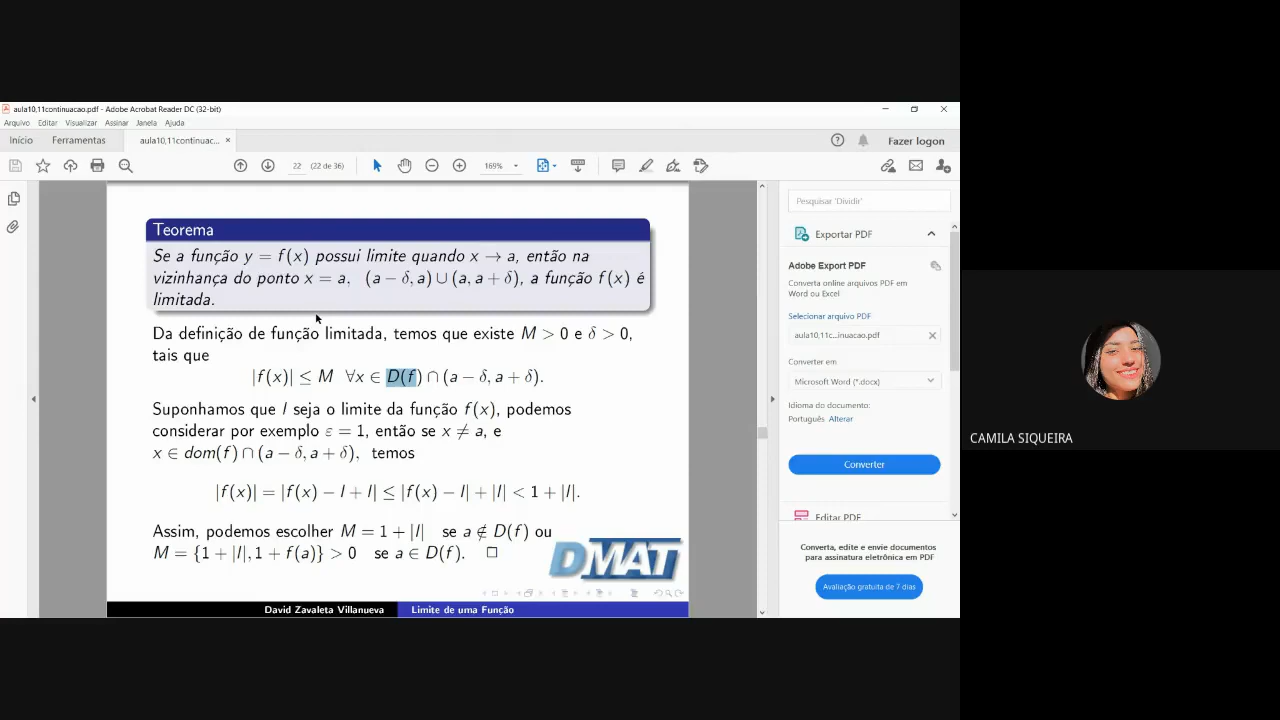 aula10,11continuacao.pdf - Adobe Acrobat Reader DC (32-bit)
Arquivo Editar Visualizar Assinar Janela Ajuda
Início Ferramentas aula10,11continuac... × Fazer logon
22 (22 de 36) 169%
Teorema
Se a função y = f(x) possui limite quando x → a, então na
vizinhança do ponto x = a, (a − δ, a) ∪ (a, a + δ), a função f(x) é
limitada.
Da definição de função limitada, temos que existe M > 0 e δ > 0,
tais que
|f(x)| ≤ M ∀x ∈ D(f) ∩ (a − δ, a + δ).
Suponhamos que l seja o limite da função f(x), podemos
considerar por exemplo ε = 1, então se x ≠ a, e
x ∈ dom(f) ∩ (a − δ, a + δ), temos
|f(x)| = |f(x) − l + l| ≤ |f(x) − l| + |l| < 1 + |l|.
Assim, podemos escolher M = 1 + |l| se a ∉ D(f) ou
M = {1 + |l|, 1 + f(a)} > 0 se a ∈ D(f). □
DMAT
David Zavaleta Villanueva Limite de uma Função
Pesquisar 'Dividir'
Exportar PDF
Adobe Export PDF
Converta online arquivos PDF em
Word ou Excel
Selecionar arquivo PDF
aula10,11c...inuacao.pdf
Converter em
Microsoft Word (*.docx)
Idioma do documento:
Português Alterar
Converter
Editar PDF
Converta, edite e envie documentos
para assinatura eletrônica em PDF
Avaliação gratuita de 7 dias
CAMILA SIQUEIRA